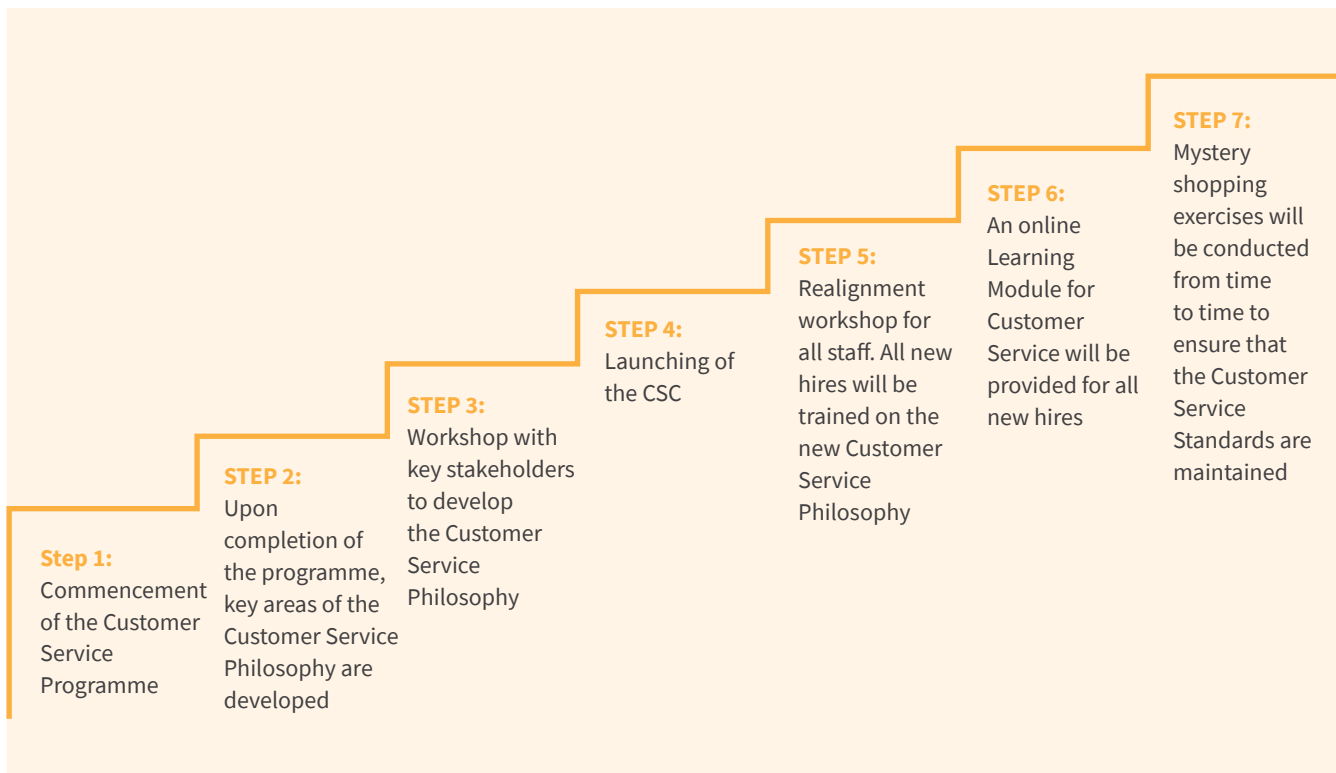 Step 1:
Commencement
of the Customer
Service
Programme
STEP 2:
Upon
completion of
the programme,
key areas of the
Customer Service
Philosophy are
developed
STEP 3:
Workshop with
key stakeholders
to develop
the Customer
Service
Philosophy
STEP 4:
Launching of
the CSC
STEP 5:
Realignment
workshop for
all staff. All new
hires will be
trained on the
new Customer
Service
Philosophy
STEP 6:
An online
Learning
Module for
Customer
Service will be
provided for all
new hires
STEP 7:
Mystery
shopping
exercises will
be conducted
from time
to time to
ensure that
the Customer
Service
Standards are
maintained